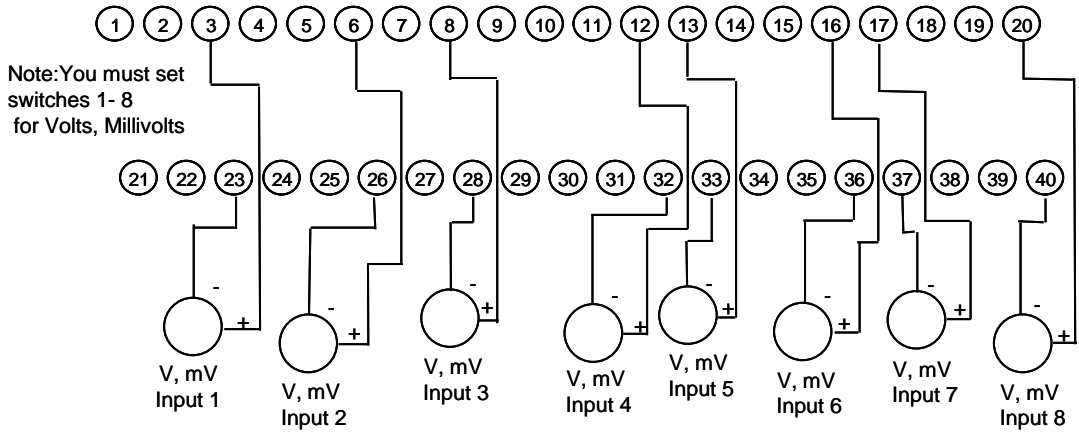 1 2 3 4 5 6 7 8 9 10 11 12 13 14 15 16 17 18 19 20
Note:You must set
switches 1- 8
for Volts, Millivolts
21 22 23 24 25 26 27 28 29 30 31 32 33 34 35 36 37 38 39 40
- + - + - + - + - + - + - + - +
V, mV
Input 1
V, mV
Input 2
V, mV
Input 3
V, mV
Input 4
V, mV
Input 5
V, mV
Input 6
V, mV
Input 7
V, mV
Input 8